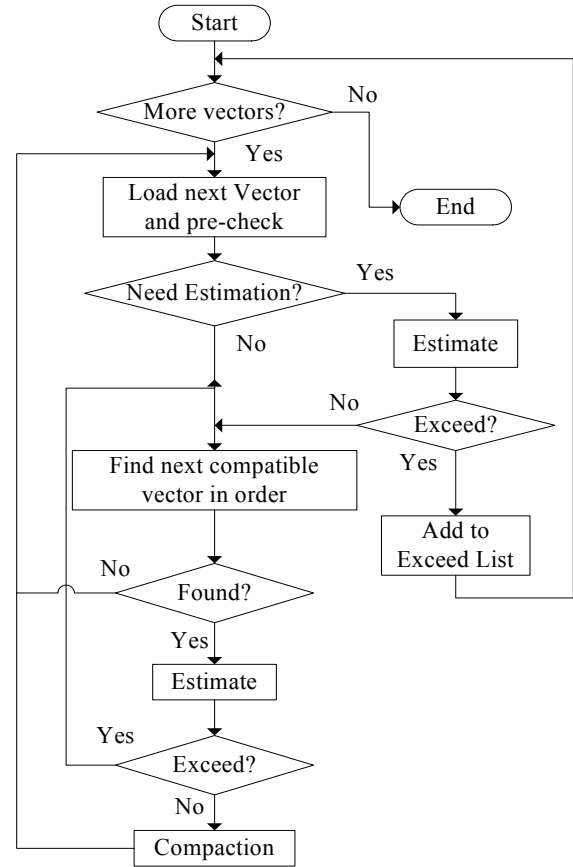 Start
More vectors?
No
Yes
Load next Vector
and pre-check
End
Need Estimation?
Yes
No
Estimate
No
Exceed?
Yes
Find next compatible
vector in order
Add to
Exceed List
No
Found?
Yes
Estimate
Yes
Exceed?
No
Compaction